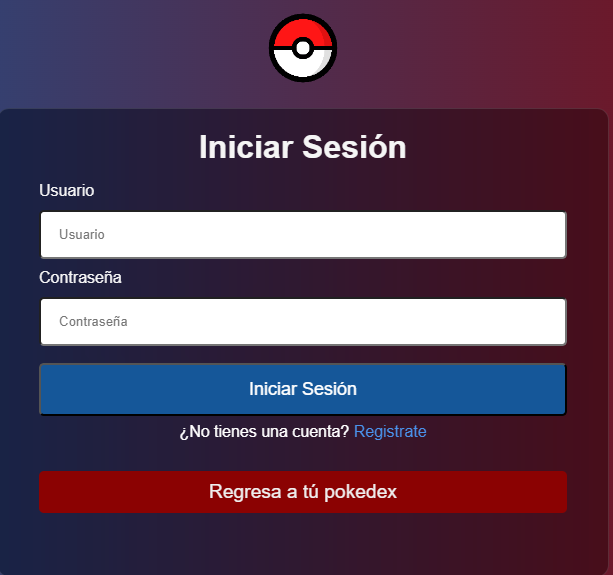 Iniciar Sesión
Usuario
Usuario
Contraseña
Contraseña
Iniciar Sesión
¿No tienes una cuenta? Registrate
Regresa a tú pokedex